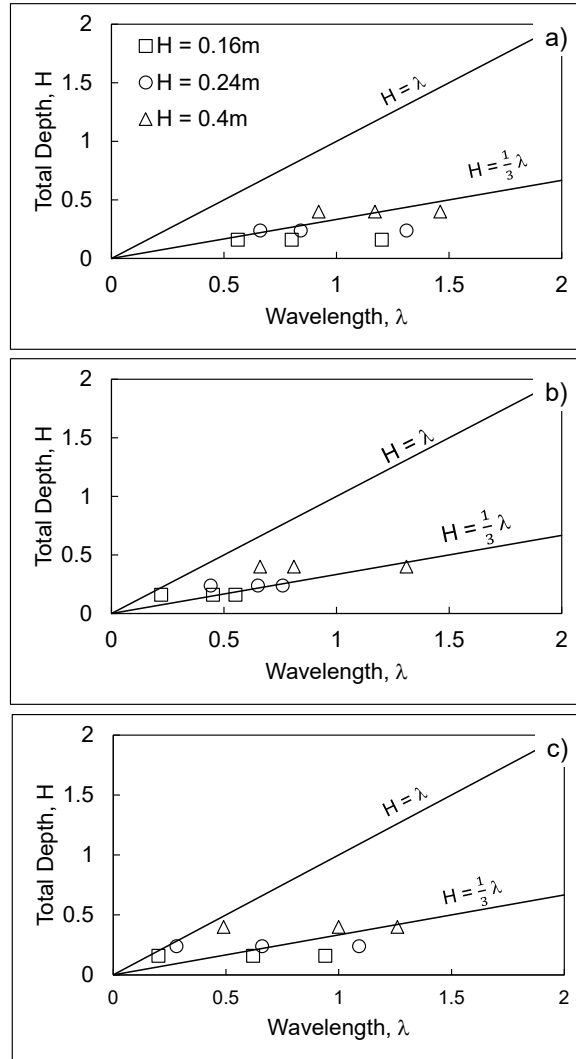 a)
2
H = 0.16m
H = 0.24m
H = 0.4m
1.5
1
0.5
0
Total Depth, H
H = λ
H = 1/3 λ
0
0.5
1
1.5
2
Wavelength, λ
b)
2
1.5
1
0.5
0
Total Depth, H
H = λ
H = 1/3 λ
0
0.5
1
1.5
2
Wavelength, λ
c)
2
1.5
1
0.5
0
Total Depth, H
H = λ
H = 1/3 λ
0
0.5
1
1.5
2
Wavelength, λ